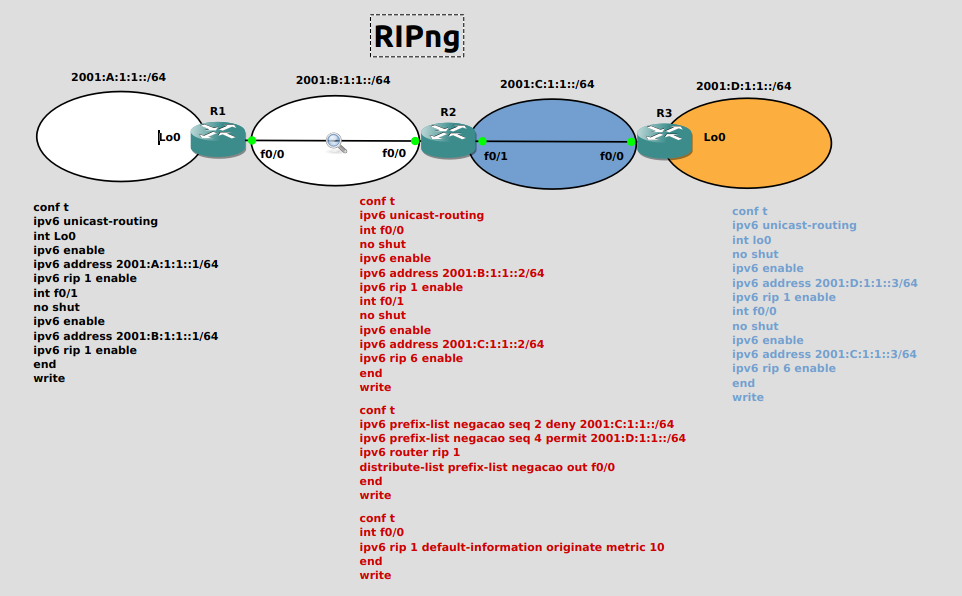 RIPng
2001:A:1:1::/64
2001:B:1:1::/64
2001:C:1:1::/64
2001:D:1:1::/64
R1
R2
R3
Lo0
f0/0
f0/0
f0/1
f0/0
Lo0
conf t
ipv6 unicast-routing
int Lo0
ipv6 enable
ipv6 address 2001:A:1:1::1/64
ipv6 rip 1 enable
int f0/1
no shut
ipv6 enable
ipv6 address 2001:B:1:1::1/64
ipv6 rip 1 enable
end
write
conf t
ipv6 unicast-routing
int f0/0
no shut
ipv6 enable
ipv6 address 2001:B:1:1::2/64
ipv6 rip 1 enable
int f0/1
no shut
ipv6 enable
ipv6 address 2001:C:1:1::2/64
ipv6 rip 6 enable
end
write
conf t
ipv6 prefix-list negacao seq 2 deny 2001:C:1:1::/64
ipv6 prefix-list negacao seq 4 permit 2001:D:1:1::/64
ipv6 router rip 1
distribute-list prefix-list negacao out f0/0
end
write
conf t
int f0/0
ipv6 rip 1 default-information originate metric 10
end
write
conf t
ipv6 unicast-routing
int lo0
no shut
ipv6 enable
ipv6 address 2001:D:1:1::3/64
ipv6 rip 1 enable
int f0/0
no shut
ipv6 enable
ipv6 address 2001:C:1:1::3/64
ipv6 rip 6 enable
end
write